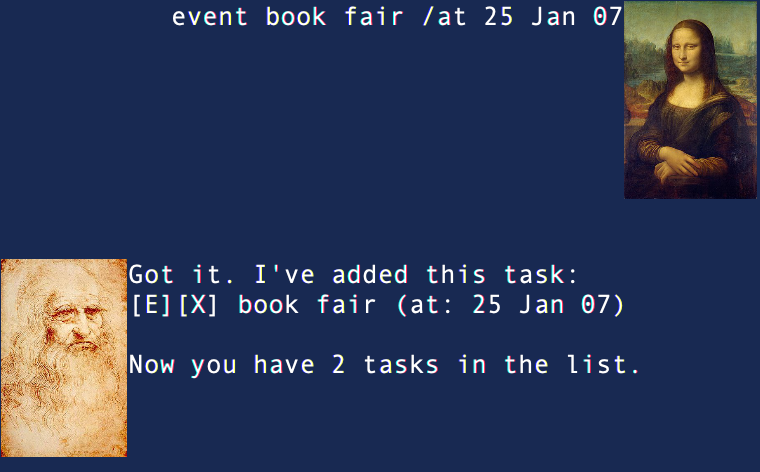 event book fair /at 25 Jan 07
Got it. I've added this task:
[E][X] book fair (at: 25 Jan 07)
Now you have 2 tasks in the list.